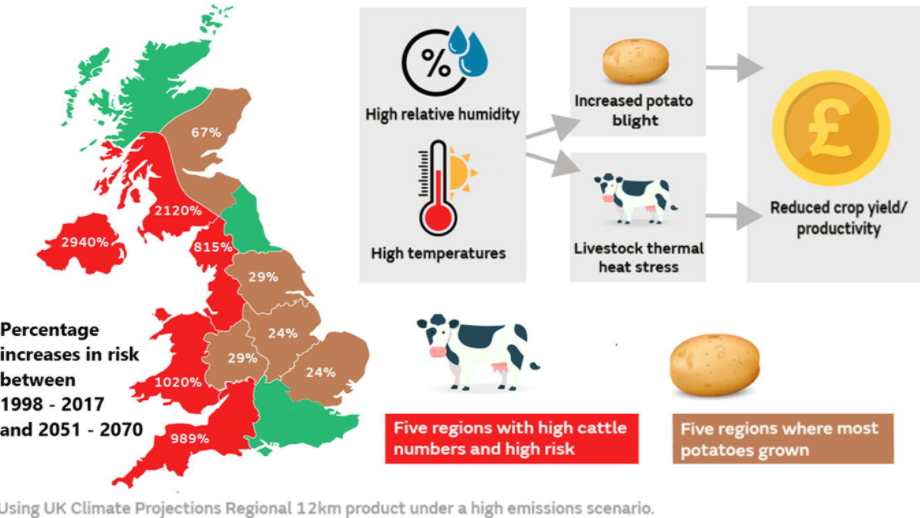 %
High relative humidity
High temperatures
Increased potato
blight
Livestock thermal
heat stress
£
Reduced crop yield/
productivity
67%
2120%
2940%
815%
29%
24%
29%
24%
1020%
989%
Percentage
increases in risk
between
1998 - 2017
and 2051 - 2070
Five regions with high cattle
numbers and high risk
Five regions where most
potatoes grown
Using UK Climate Projections Regional 12km product under a high emissions scenario.